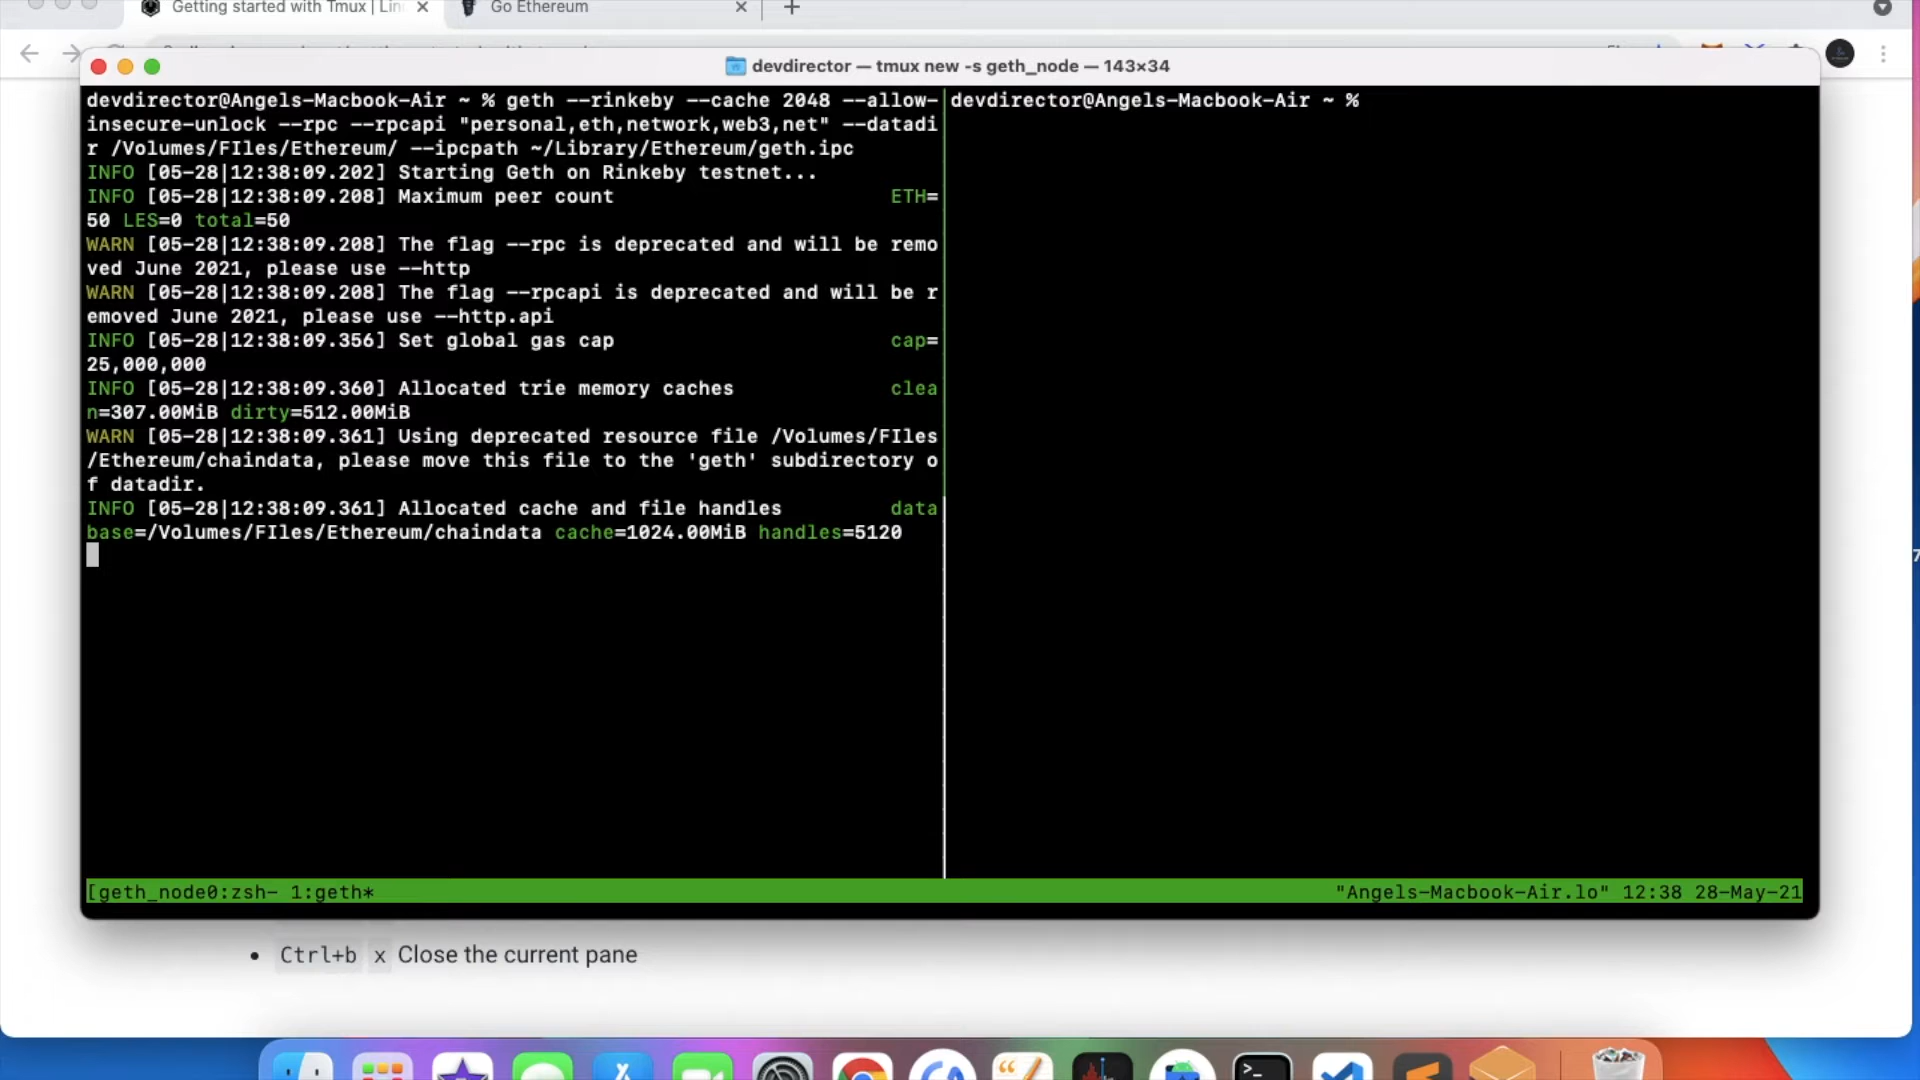 Getting started with Tmux | Lin
Go Ethereum
devdirector — tmux new -s geth_node — 143×34
devdirector@Angels-Macbook-Air ~ % geth --rinkeby --cache 2048 --allow-
insecure-unlock --rpc --rpcapi "personal,eth,network,web3,net" --datadi
r /Volumes/FIles/Ethereum/ --ipcpath ~/Library/Ethereum/geth.ipc
INFO [05-28|12:38:09.202] Starting Geth on Rinkeby testnet...
INFO [05-28|12:38:09.208] Maximum peer count ETH=
50 LES=0 total=50
WARN [05-28|12:38:09.208] The flag --rpc is deprecated and will be remo
ved June 2021, please use --http
WARN [05-28|12:38:09.208] The flag --rpcapi is deprecated and will be r
emoved June 2021, please use --http.api
INFO [05-28|12:38:09.356] Set global gas cap cap=
25,000,000
INFO [05-28|12:38:09.360] Allocated trie memory caches clea
n=307.00MiB dirty=512.00MiB
WARN [05-28|12:38:09.361] Using deprecated resource file /Volumes/FIles
/Ethereum/chaindata, please move this file to the 'geth' subdirectory o
f datadir.
INFO [05-28|12:38:09.361] Allocated cache and file handles data
base=/Volumes/FIles/Ethereum/chaindata cache=1024.00MiB handles=5120
devdirector@Angels-Macbook-Air ~ %
[geth_node0:zsh- 1:geth* "Angels-Macbook-Air.lo" 12:38 28-May-21
Ctrl+b x Close the current pane